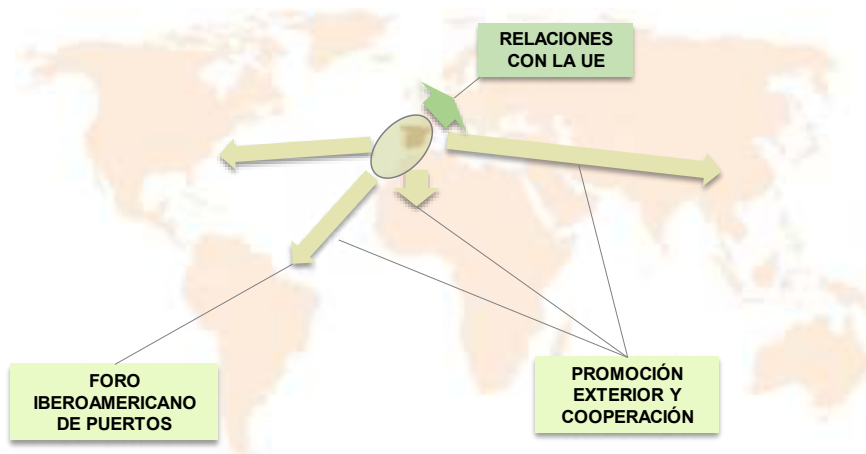 RELACIONES
CON LA UE
FORO
IBEROAMERICANO
DE PUERTOS
PROMOCIÓN
EXTERIOR Y
COOPERACIÓN